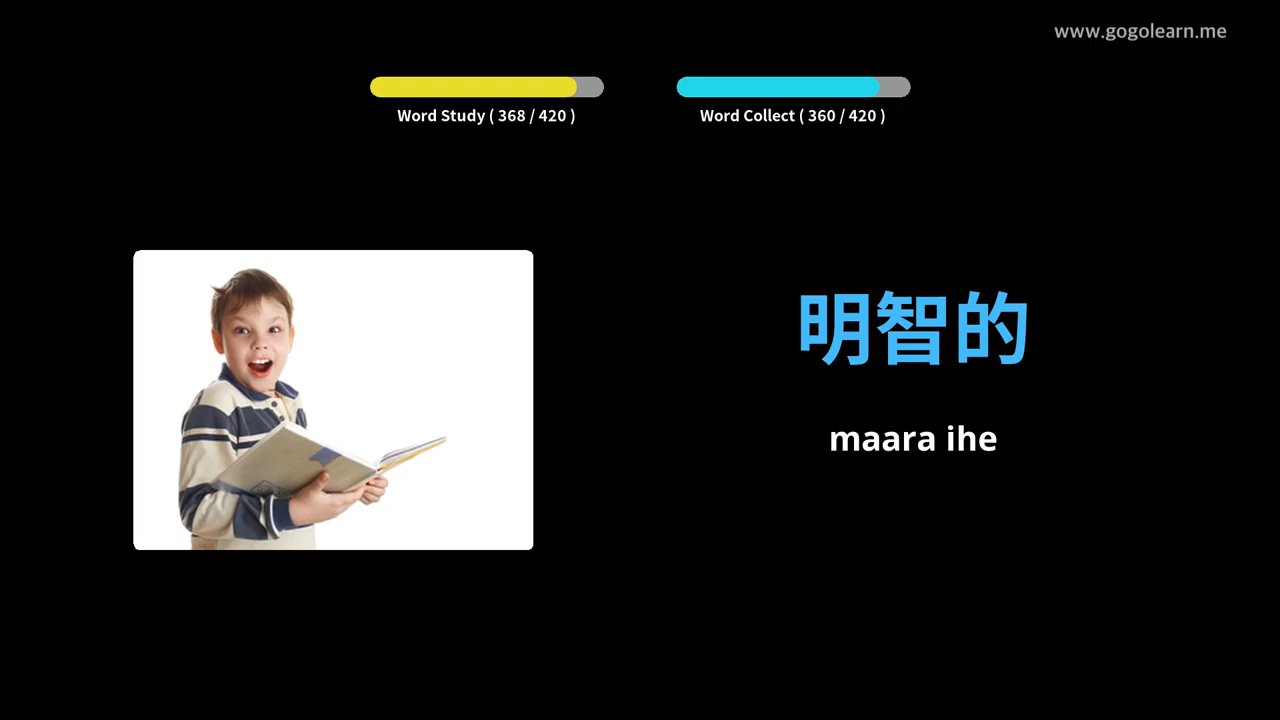 www.gogolearn.me
Word Study ( 368 / 420 )
Word Collect ( 360 / 420 )
明智的
maara ihe